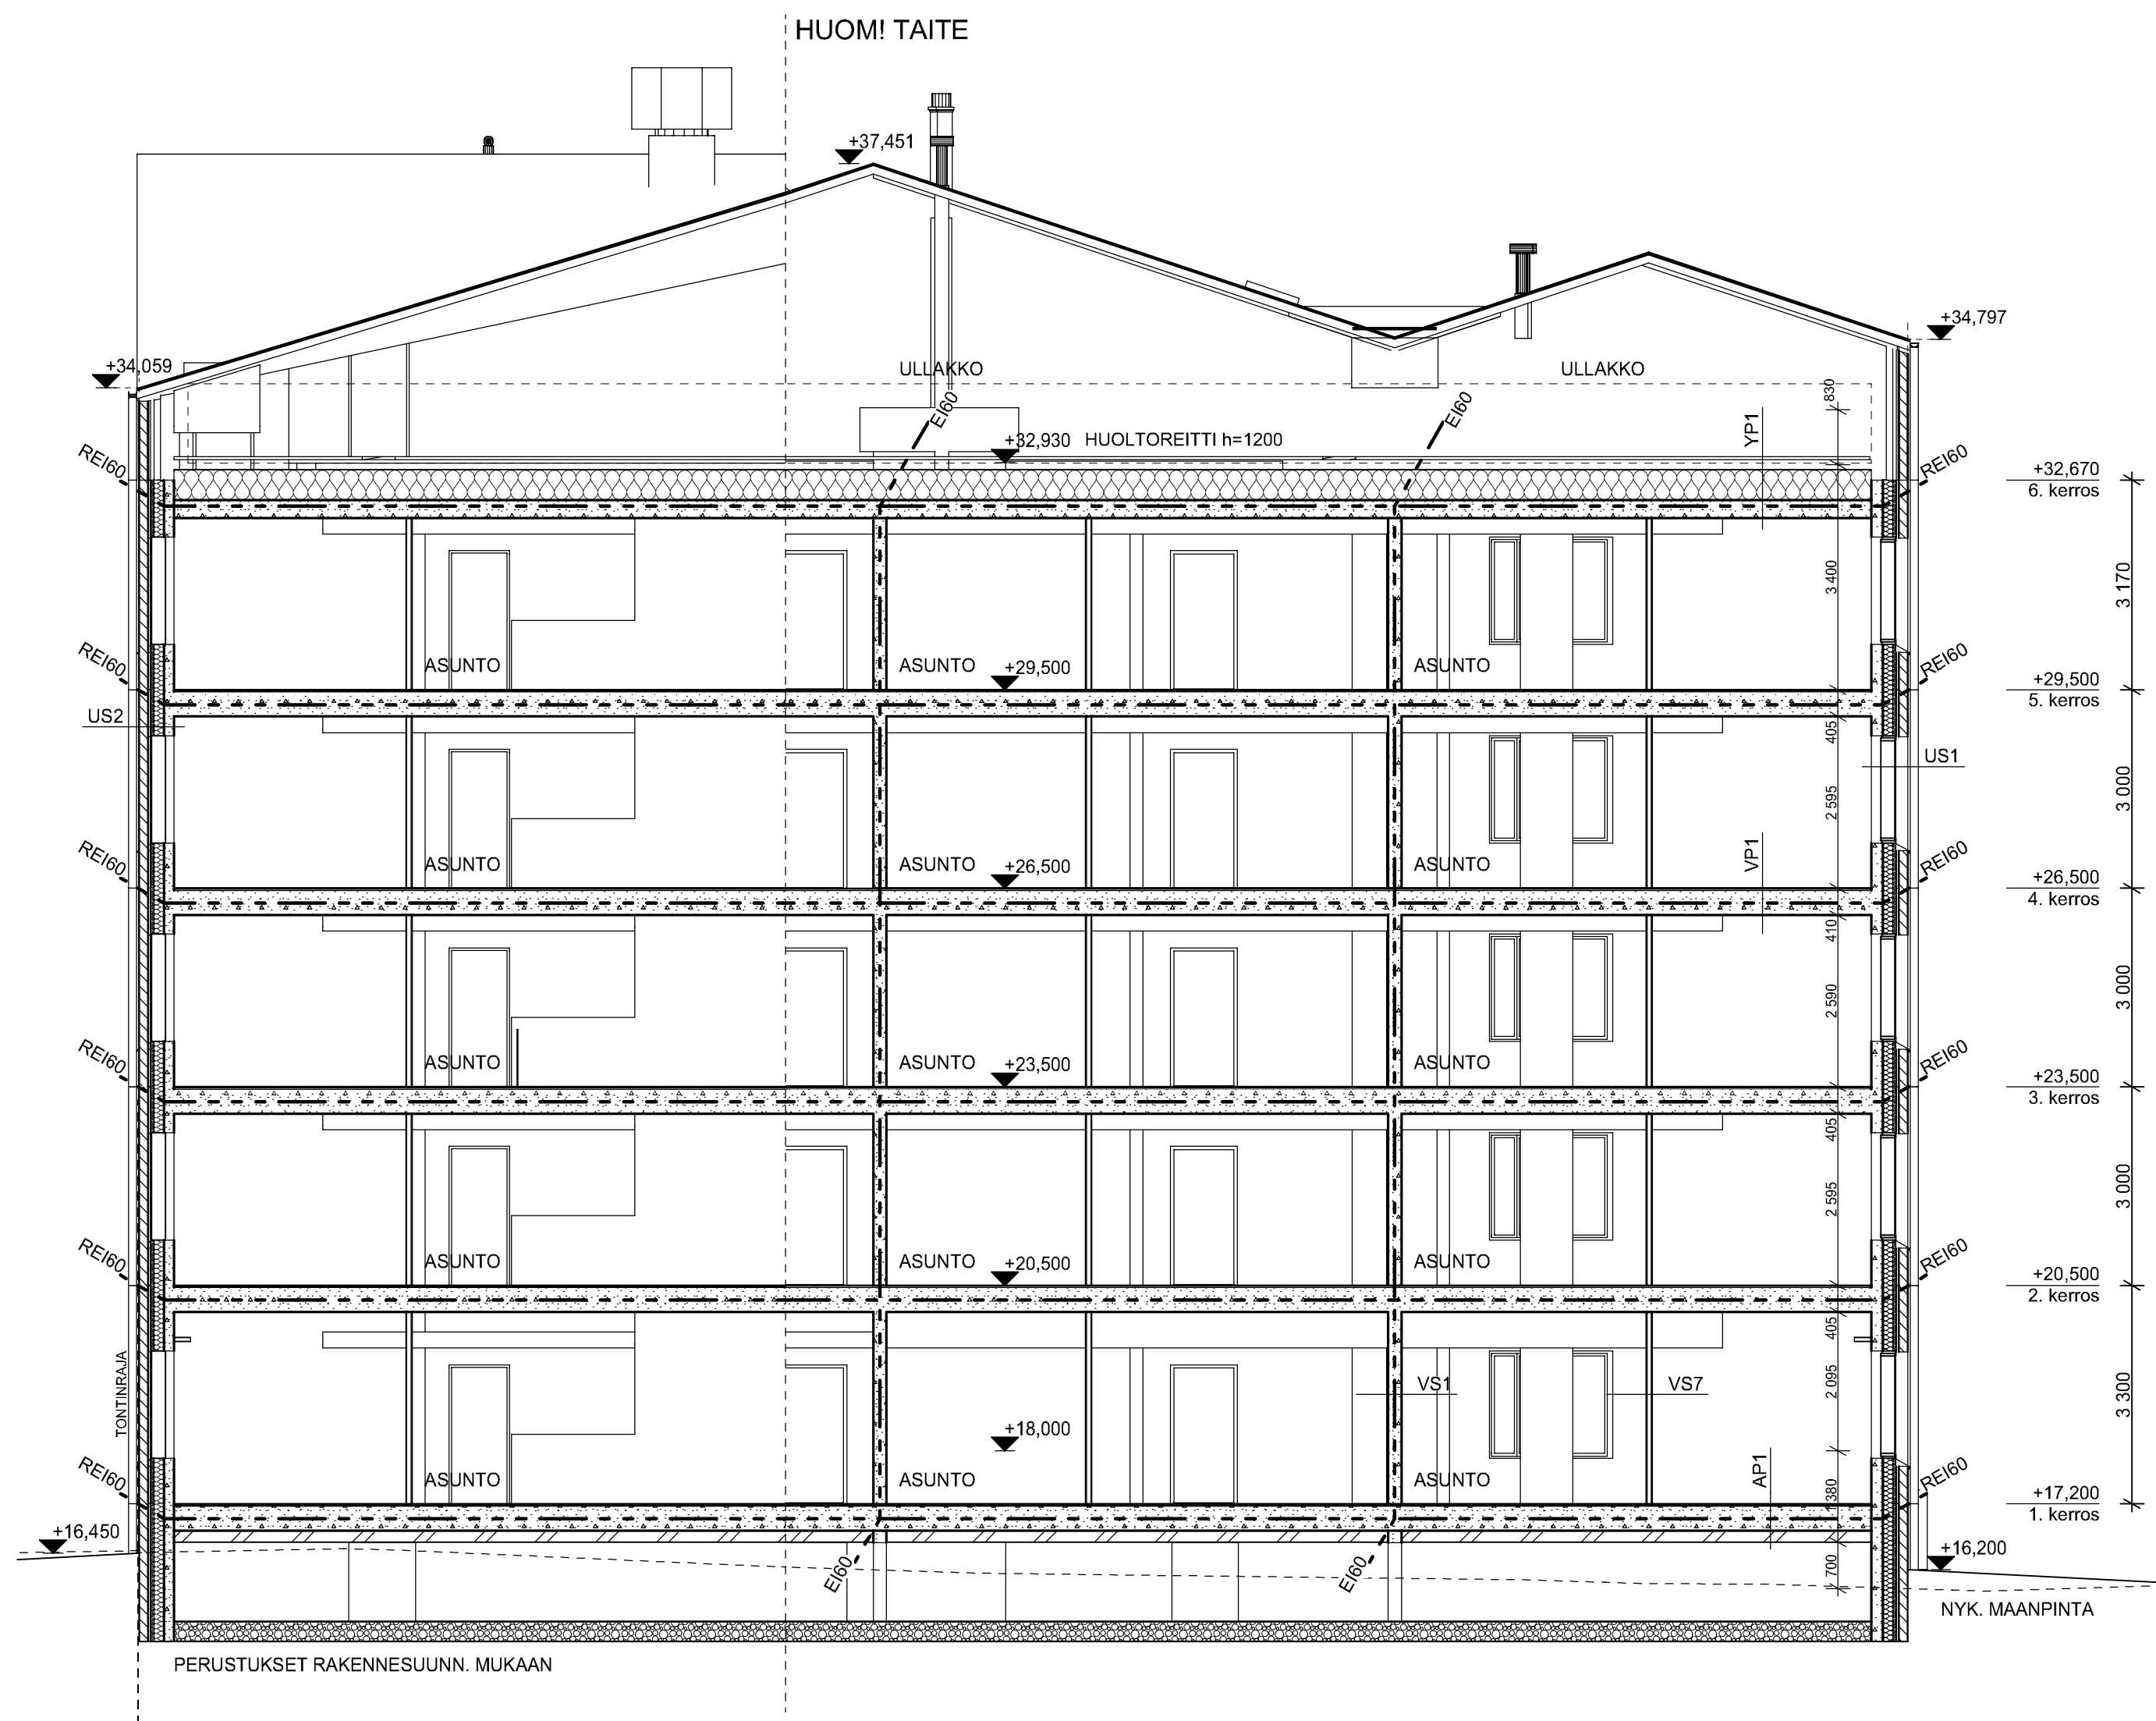 HUOM! TAITE
+37,451
+34,797
+34,059
ULLAKKO
ULLAKKO
830
EI60
EI60
YP1
+32,930 HUOLTOREITTI h=1200
REI60
REI60
+32,670
6. kerros
3 400
3 170
REI60
ASUNTO
ASUNTO
+29,500
ASUNTO
REI60
+29,500
5. kerros
US2
405
US1
2 595
3 000
VP1
REI60
ASUNTO
ASUNTO
+26,500
ASUNTO
REI60
+26,500
4. kerros
410
2 590
3 000
REI60
ASUNTO
ASUNTO
+23,500
ASUNTO
REI60
+23,500
3. kerros
405
2 595
3 000
REI60
ASUNTO
ASUNTO
+20,500
ASUNTO
REI60
+20,500
2. kerros
405
TONTINRAJA
VS1
VS7
2 095
3 300
+18,000
REI60
ASUNTO
ASUNTO
ASUNTO
AP1
1 380
REI60
+17,200
1. kerros
+16,450
+16,200
EI60
EI60
700
NYK. MAANPINTA
PERUSTUKSET RAKENNESUUNN. MUKAAN